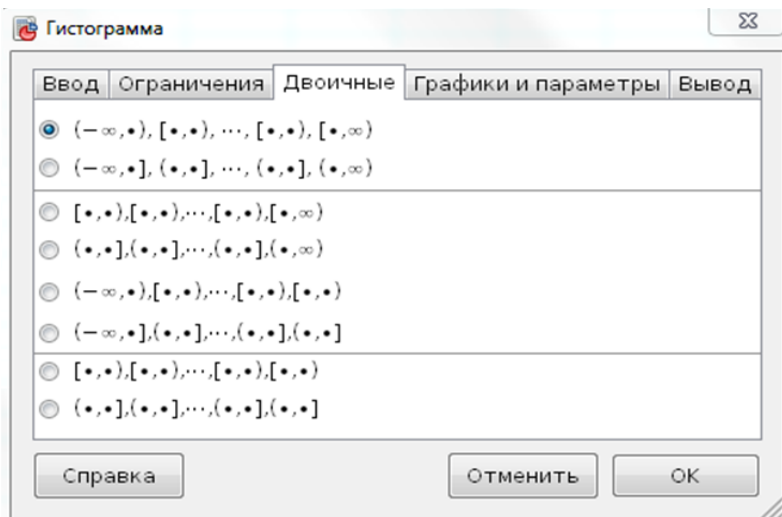 Гистограмма
Ввод Ограничения Двоичные Графики и параметры Вывод
(−∞,•), [•,•), ⋯, [•,•), [•,∞)
(−∞,•], (•,•], ⋯, (•,•], (•,∞)
[•,•),[•,•),⋯,[•,•),[•,∞)
(•,•],(•,•],⋯,(•,•],(•,∞)
(−∞,•),[•,•),⋯,[•,•),[•,•)
(−∞,•],(•,•],⋯,(•,•],(•,•]
[•,•),[•,•),⋯,[•,•),[•,•)
(•,•],(•,•],⋯,(•,•],(•,•]
Справка Отменить OK